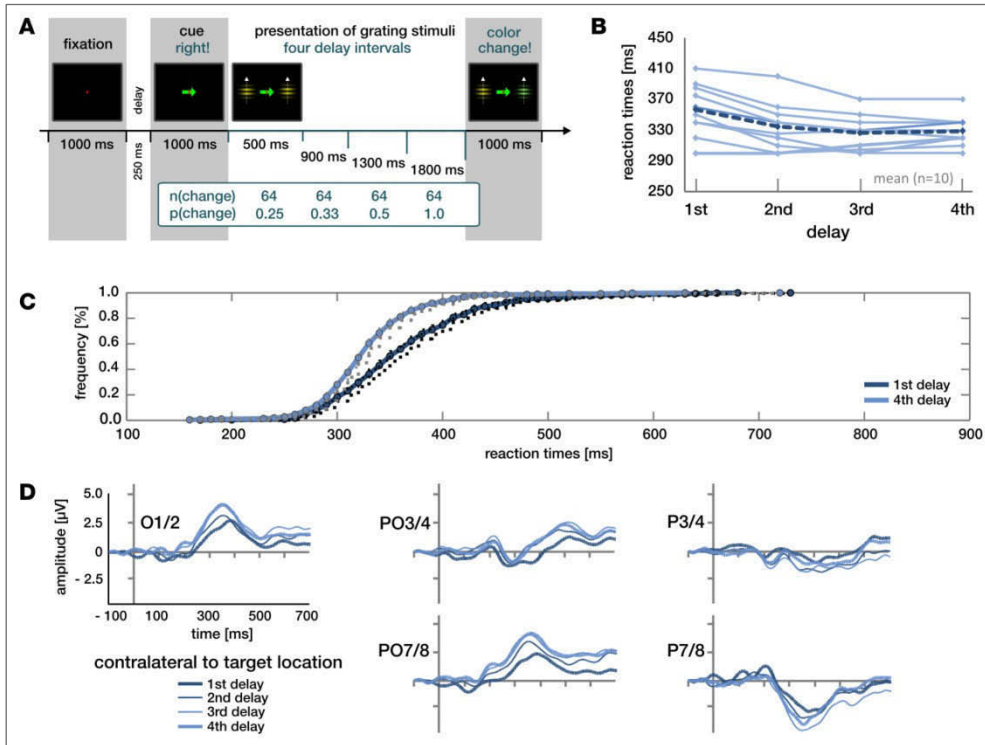 A
fixation
cue
right!
presentation of grating stimuli
four delay intervals
color
change!
delay
1000 ms
250 ms
1000 ms
500 ms
900 ms
1300 ms
1800 ms
1000 ms
n(change) 64 64 64 64
p(change) 0.25 0.33 0.5 1.0
B
reaction times [ms]
450
410
370
330
290
250
mean (n=10)
1st 2nd 3rd 4th
delay
C
frequency [%]
1.0
0.8
0.6
0.4
0.2
0.0
1st delay
4th delay
100 200 300 400 500 600 700 800 900
reaction times [ms]
D
amplitude [µV]
5.0
2.5
0
- 2.5
O1/2
- 100 100 300 500 700
time [ms]
PO3/4
P3/4
PO7/8
P7/8
contralateral to target location
1st delay
2nd delay
3rd delay
4th delay